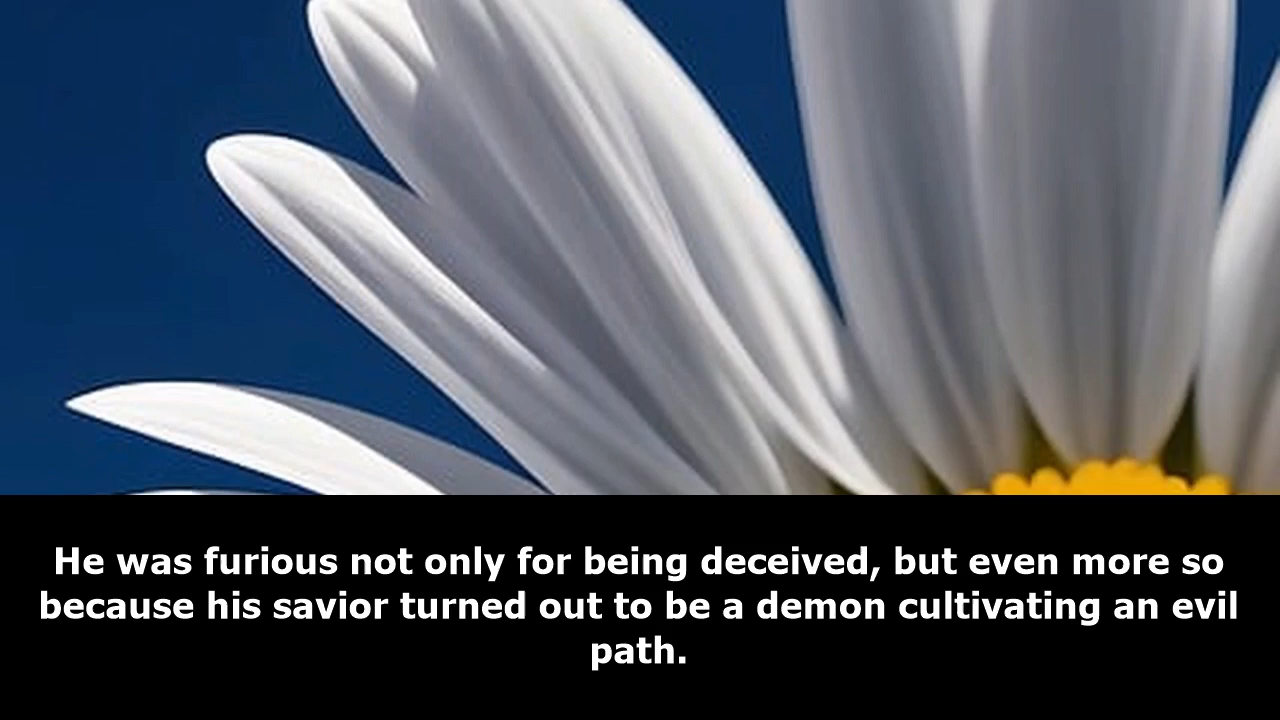 He was furious not only for being deceived, but even more so
because his savior turned out to be a demon cultivating an evil
path.